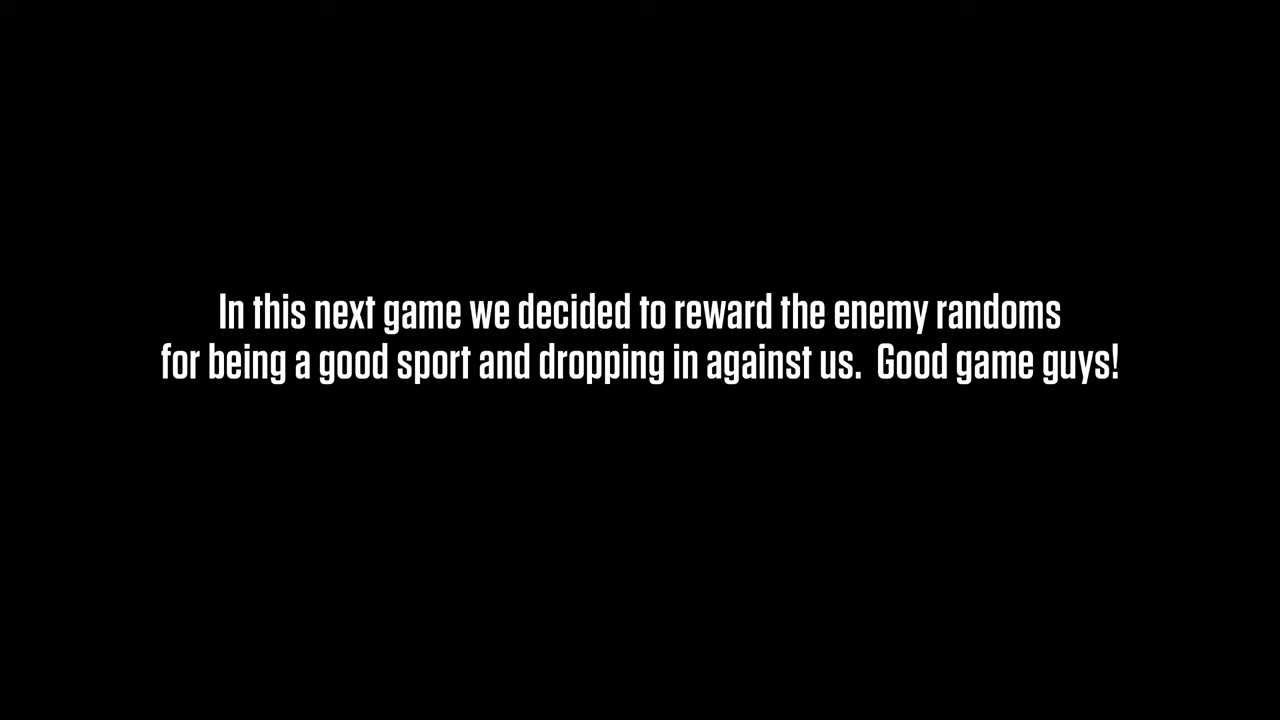 In this next game we decided to reward the enemy randoms
for being a good sport and dropping in against us.  Good game guys!